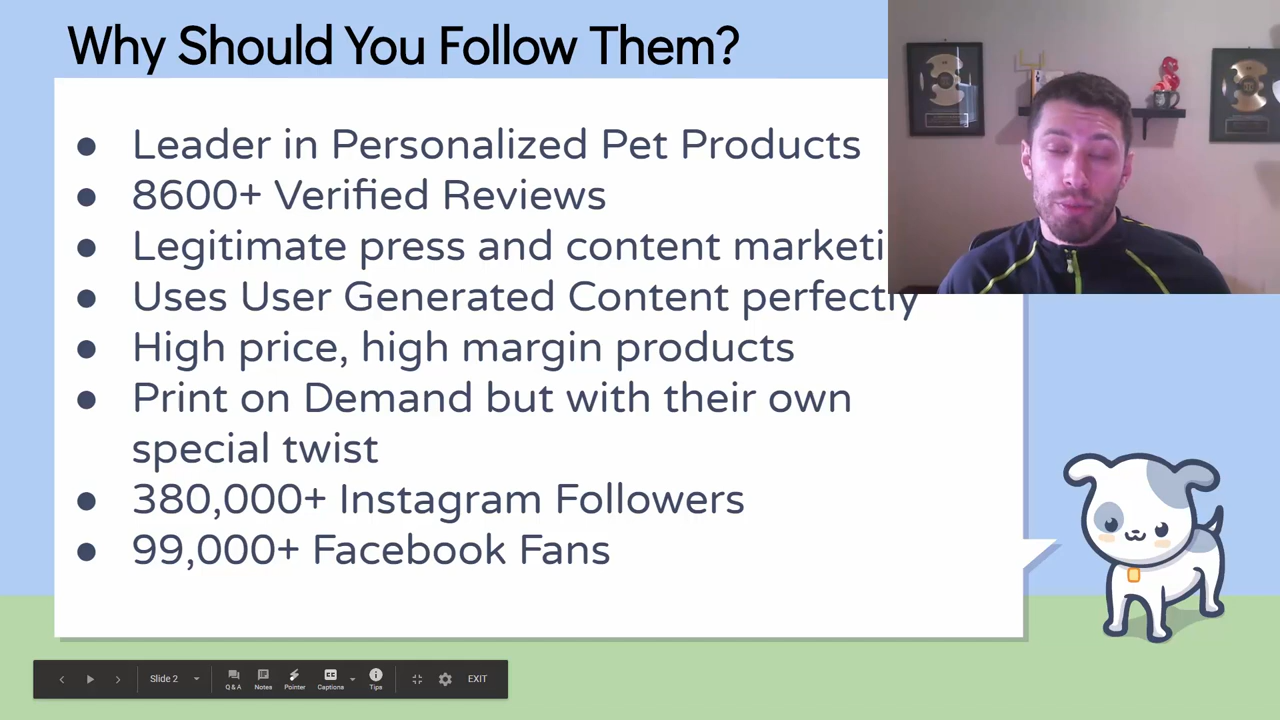 Why Should You Follow Them?
● Leader in Personalized Pet Products
● 8600+ Verified Reviews
● Legitimate press and content marketi
● Uses User Generated Content perfectly
● High price, high margin products
● Print on Demand but with their own
special twist
● 380,000+ Instagram Followers
● 99,000+ Facebook Fans
Slide 2
Q & A
Notes
Pointer
Captions
Tips
EXIT